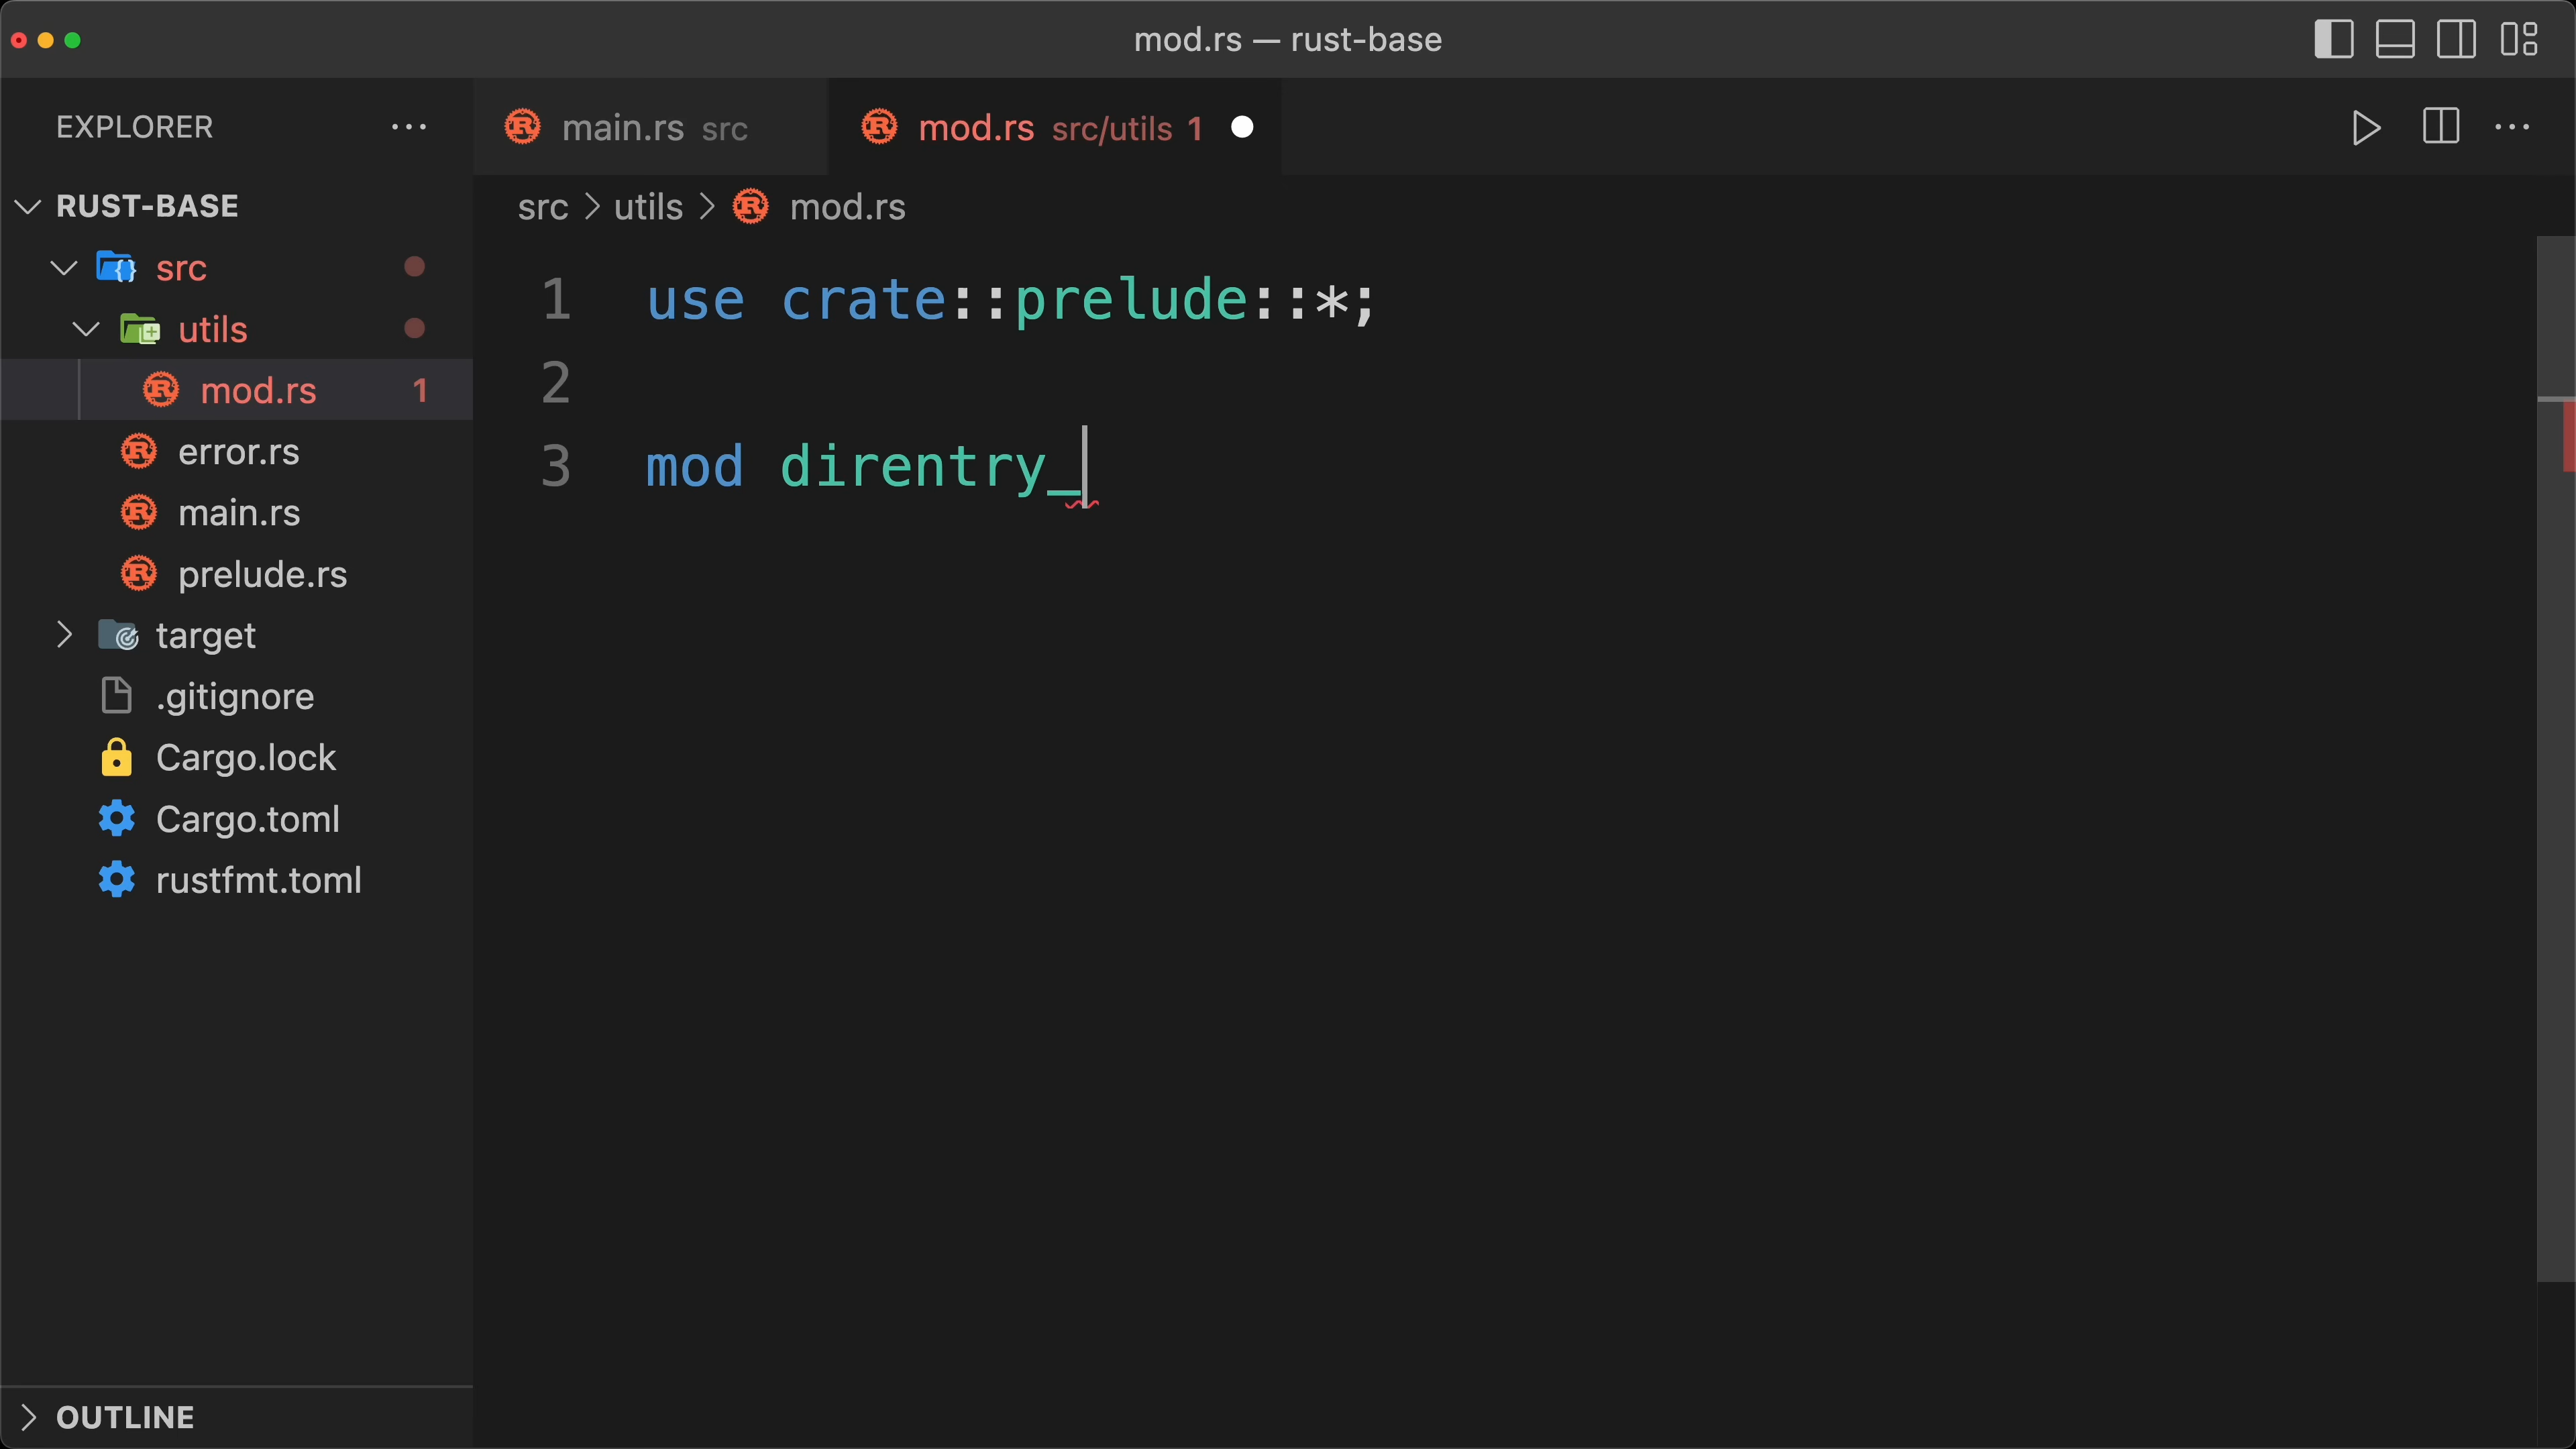 mod.rs — rust-base
EXPLORER
RUST-BASE
src
utils
mod.rs 1
error.rs
main.rs
prelude.rs
target
.gitignore
Cargo.lock
Cargo.toml
rustfmt.toml
OUTLINE
main.rs src
mod.rs src/utils 1
src > utils > mod.rs
1 use crate::prelude::*;
2
3 mod direntry_